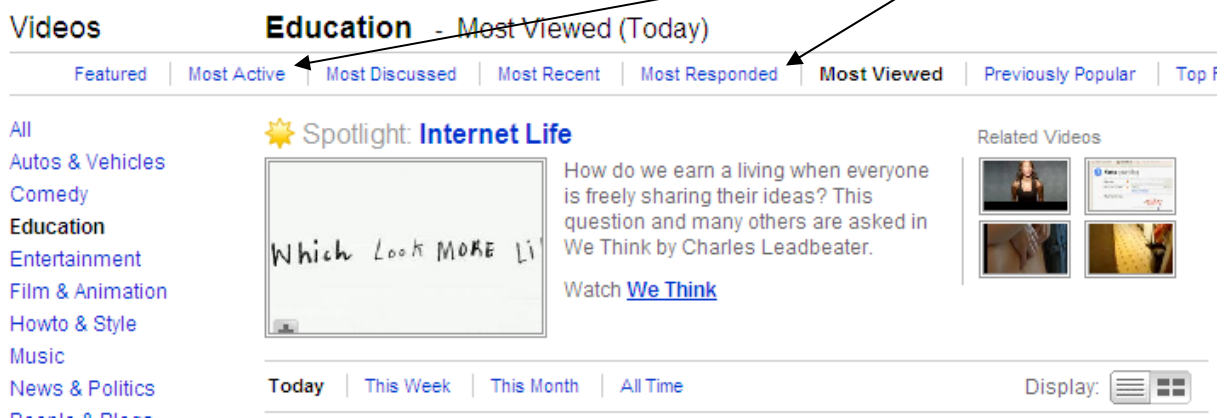 Videos
Education - Most Viewed (Today)
Featured
Most Active
Most Discussed
Most Recent
Most Responded
Most Viewed
Previously Popular
Top
All
Autos & Vehicles
Comedy
Education
Entertainment
Film & Animation
Howto & Style
Music
News & Politics
Spotlight: Internet Life
Which Look MORE Li
How do we earn a living when everyone
is freely sharing their ideas? This
question and many others are asked in
We Think by Charles Leadbeater.
Watch We Think
Related Videos
Today
This Week
This Month
All Time
Display: